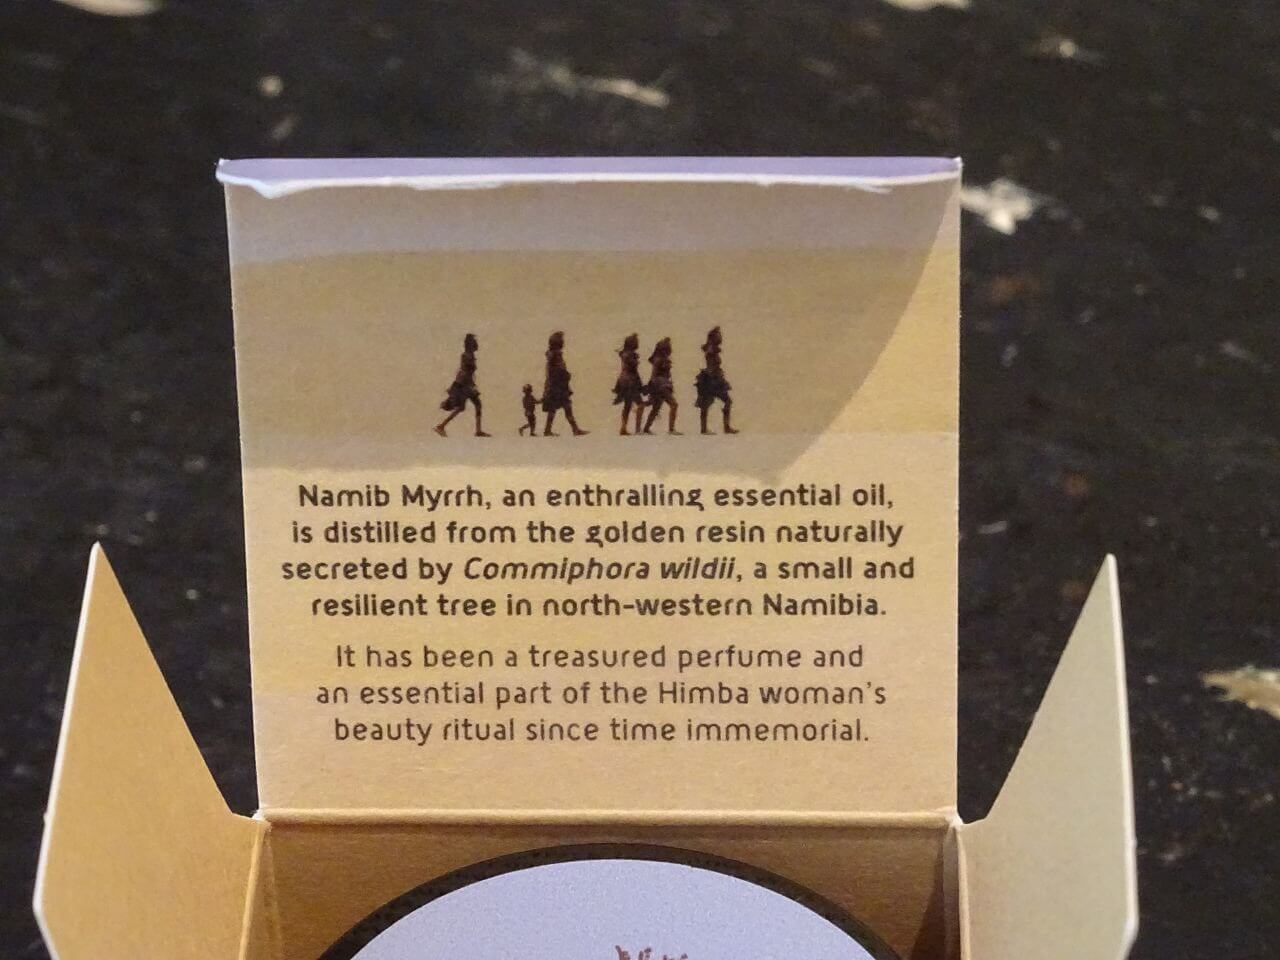 Namib Myrrh, an enthralling essential oil,
is distilled from the golden resin naturally
secreted by Commiphora wildii, a small and
resilient tree in north-western Namibia.
It has been a treasured perfume and
an essential part of the Himba woman's
beauty ritual since time immemorial.